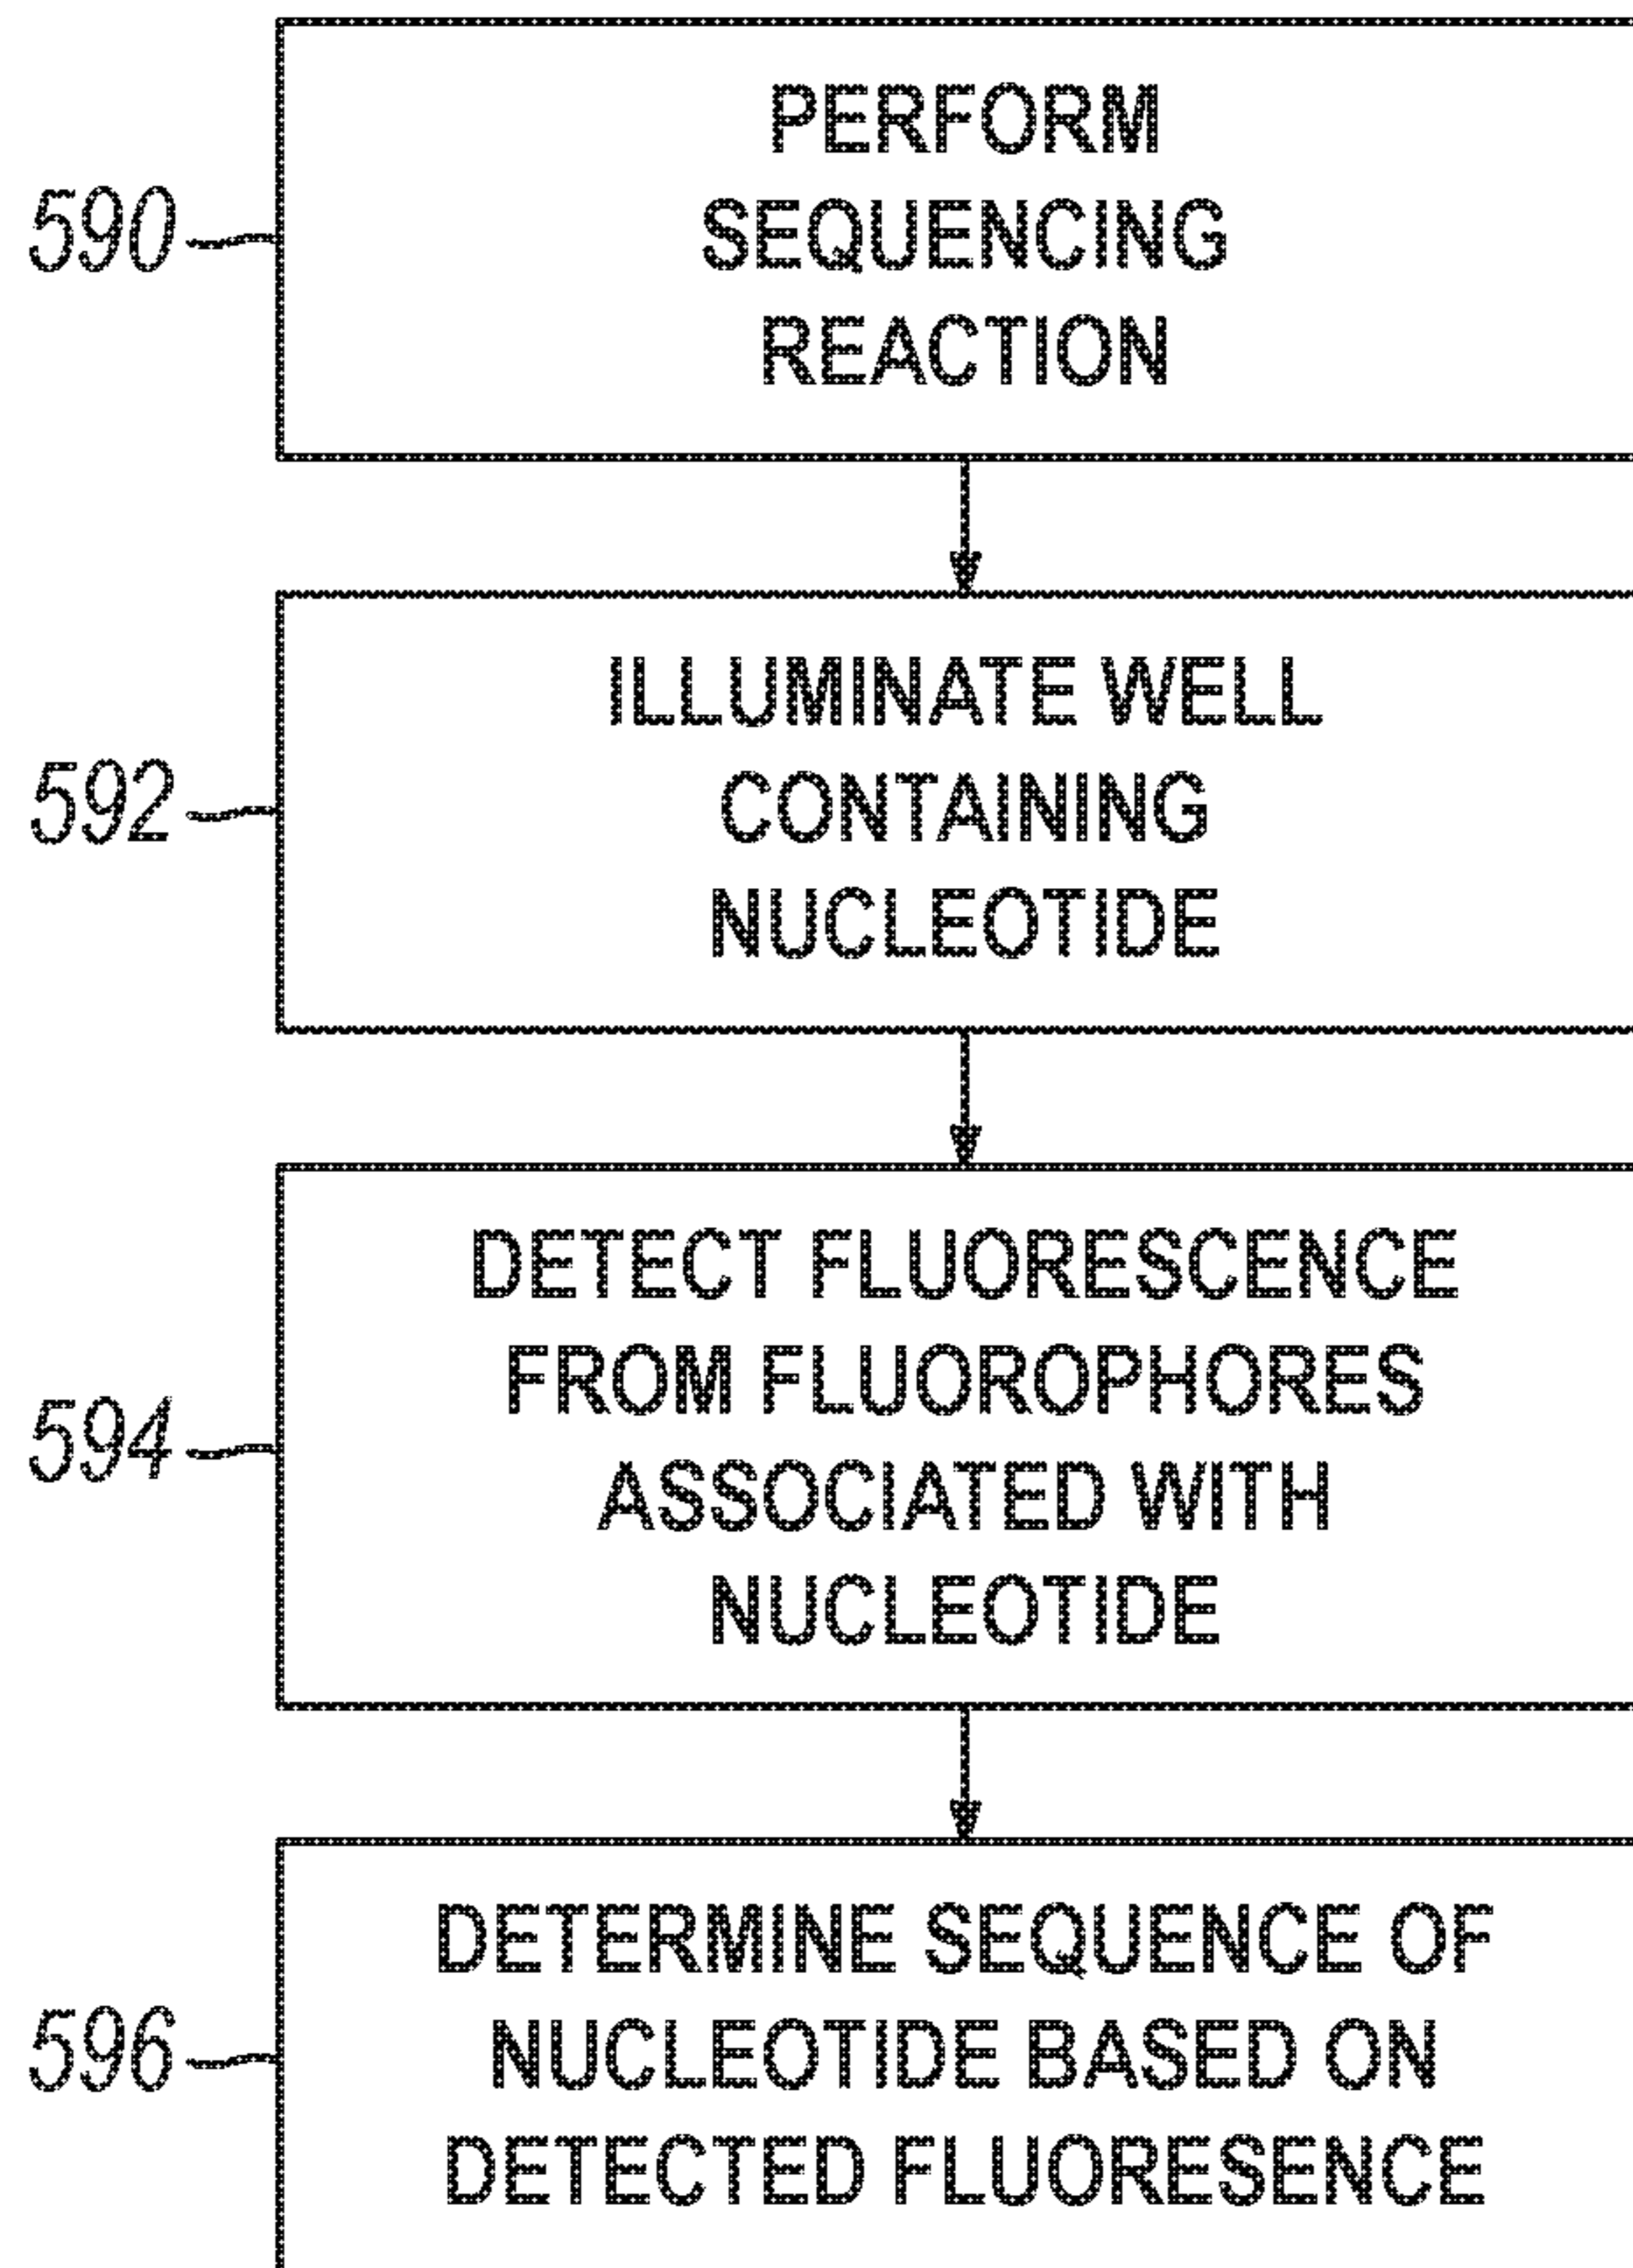 PERFORM
SEQUENCING
REACTION
590
ILLUMINATE WELL
CONTAINING
NUCLEOTIDE
592
DETECT FLUORESCENCE
FROM FLUOROPHORES
ASSOCIATED WITH
NUCLEOTIDE
594
DETERMINE SEQUENCE OF
NUCLEOTIDE BASED ON
DETECTED FLUORESENCE
596